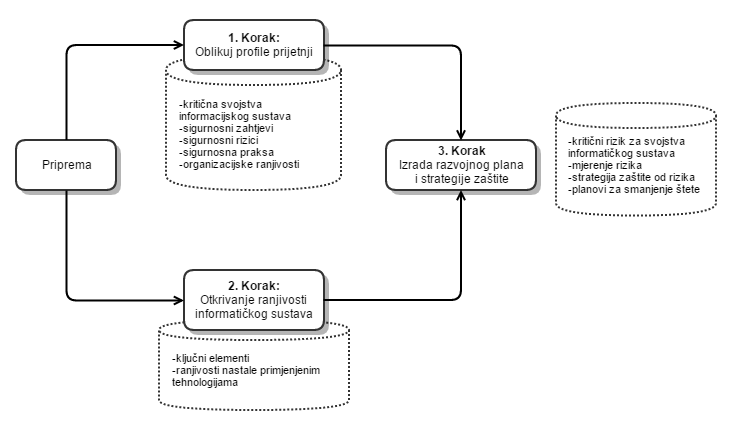 1. Korak:
Oblikuj profile prijetnji
-kritična svojstva
informacijskog sustava
-sigurnosni zahtjevi
-sigurnosni rizici
-sigurnosna praksa
-organizacijske ranjivosti
Priprema
3. Korak
Izrada razvojnog plana
i strategije zaštite
-kritični rizik za svojstva
informatičkog sustava
-mjerenje rizika
-strategija zaštite od rizika
-planovi za smanjenje štete
2. Korak:
Otkrivanje ranjivosti
informatičkog sustava
-ključni elementi
-ranjivosti nastale primjenjenim
tehnologijama